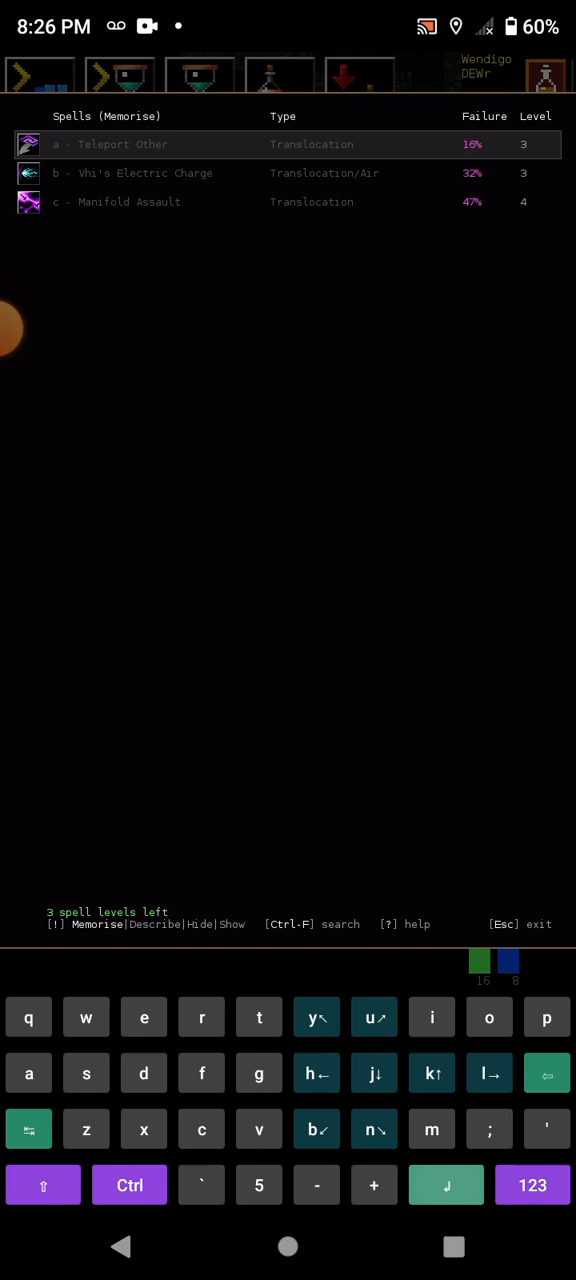 8:26 PM 60%
Wendigo
DEWr
Spells (Memorise) Type Failure Level
a - Teleport Other Translocation 16% 3
b - Vhi's Electric Charge Translocation/Air 32% 3
c - Manifold Assault Translocation 47% 4
3 spell levels left
[!] Memorise|Describe|Hide|Show [Ctrl-F] search [?] help [Esc] exit
16 8
q w e r t y↖ u↗ i o p
a s d f g h← j↓ k↑ l→ ⇦
↹ z x c v b↙ n↘ m ; '
⇧ Ctrl ` 5 - + ↲ 123